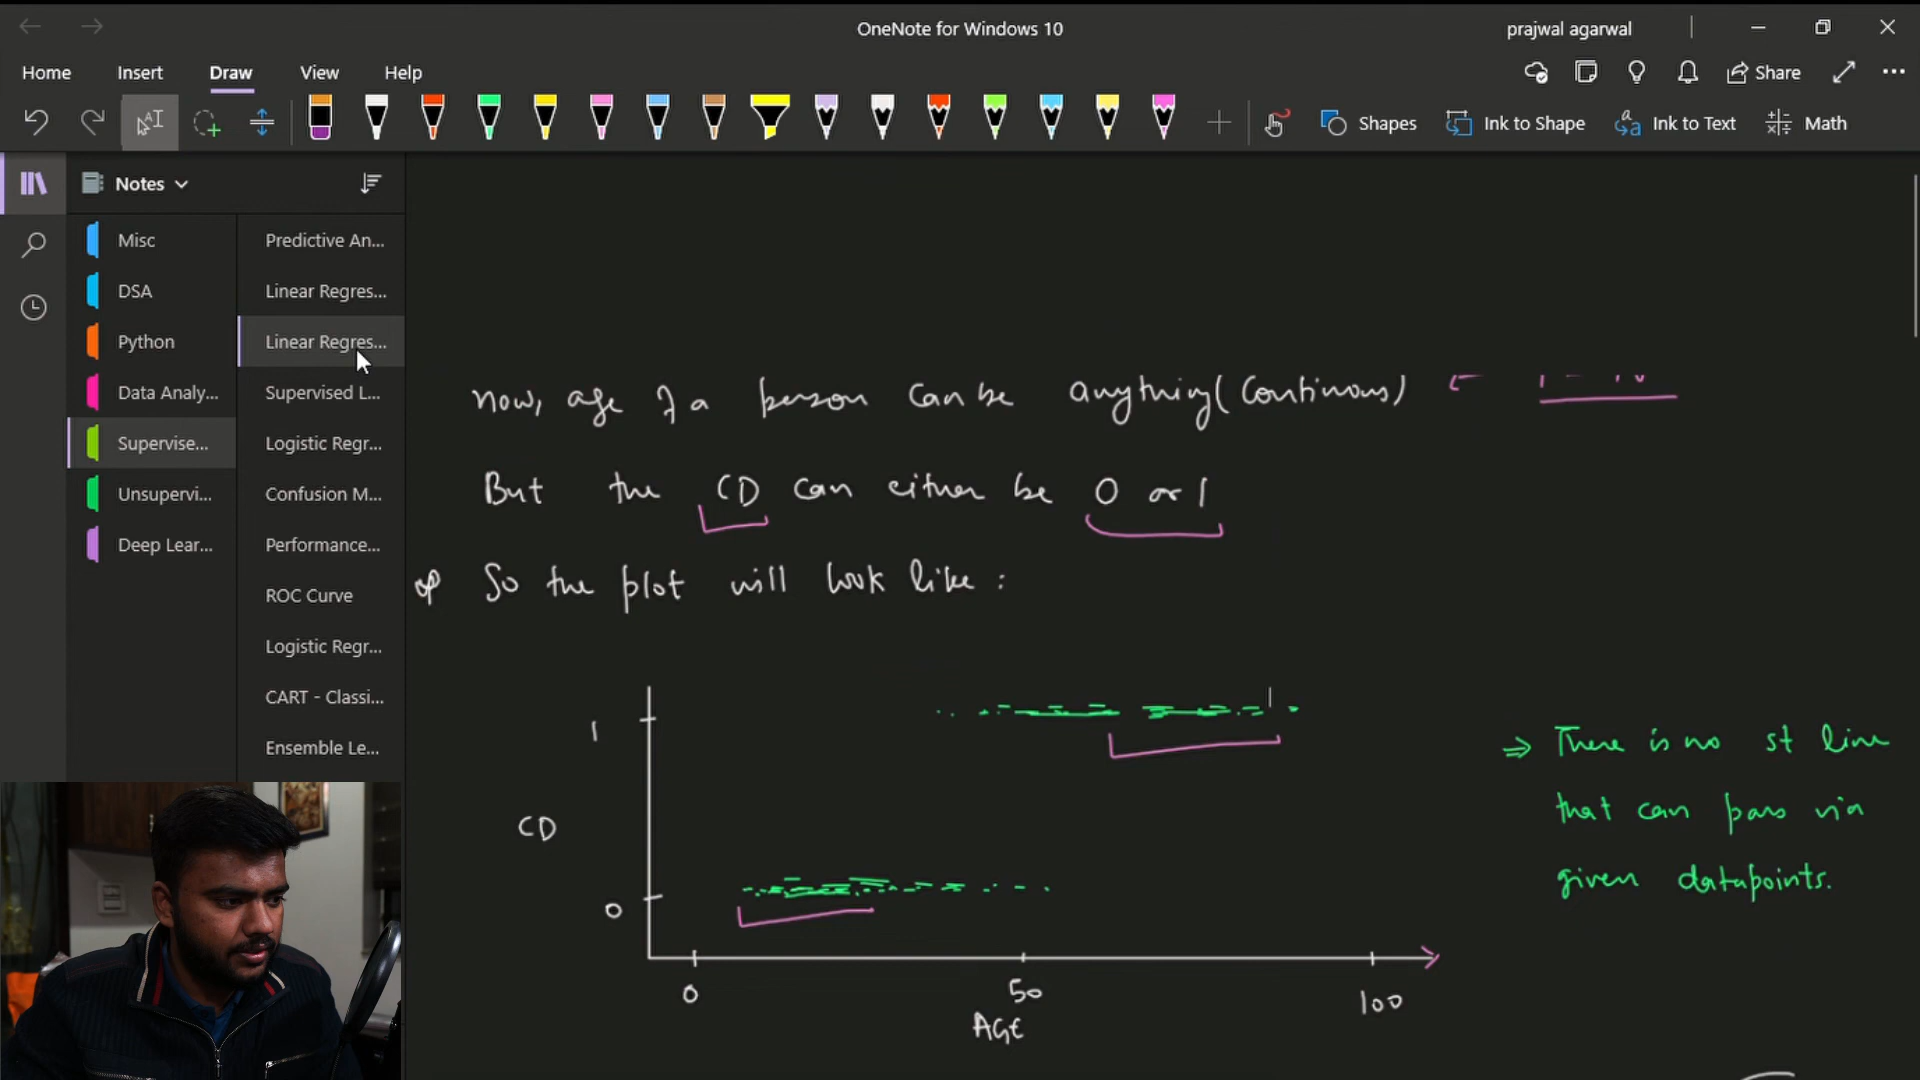 OneNote for Windows 10
prajwal agarwal
Home Insert Draw View Help
Share
Shapes Ink to Shape Ink to Text Math
Notes
Misc
DSA
Python
Data Analy...
Supervise...
Unsupervi...
Deep Lear...
Predictive An...
Linear Regres...
Linear Regres...
Supervised L...
Logistic Regr...
Confusion M...
Performance...
ROC Curve
Logistic Regr...
CART - Classi...
Ensemble Le...
Now, age of a person can be anything (Continous)
But the CD can either be 0 or 1
So the plot will look like :
1
CD
0
0 50 100
AGE
⇒ There is no st line
that can pass via
given datapoints.